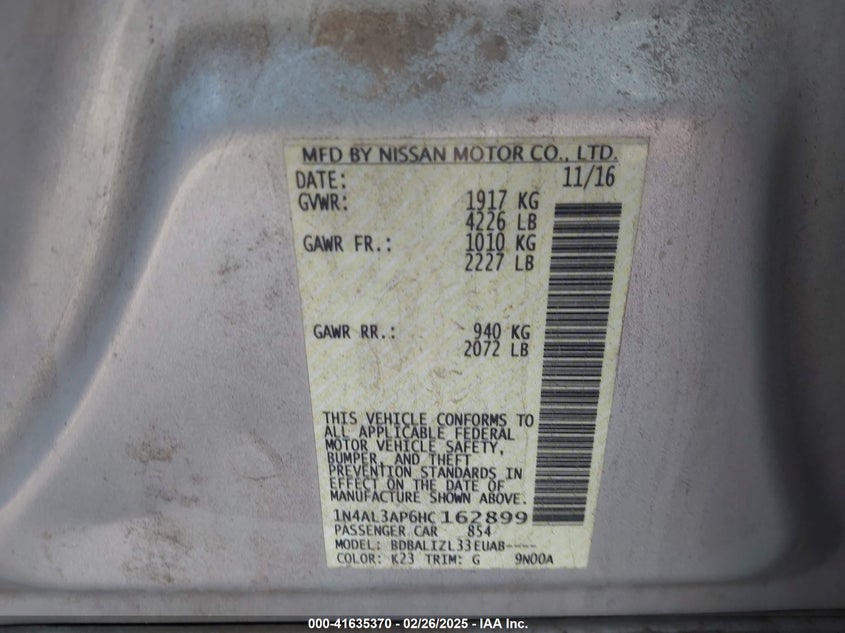 MFD BY NISSAN MOTOR CO., LTD.
DATE: 11/16
GVWR: 1917 KG
4226 LB
GAWR FR.: 1010 KG
2227 LB
GAWR RR.: 940 KG
2072 LB
THIS VEHICLE CONFORMS TO
ALL APPLICABLE FEDERAL
MOTOR VEHICLE SAFETY,
BUMPER, AND THEFT
PREVENTION STANDARDS IN
EFFECT ON THE DATE OF
MANUFACTURE SHOWN ABOVE.
1N4AL3AP6HC162899
PASSENGER CAR 854
MODEL: BDBALIZL33EUAB----
COLOR: K23 TRIM: G 9N00A
000-41635370 - 02/26/2025 - IAA Inc.